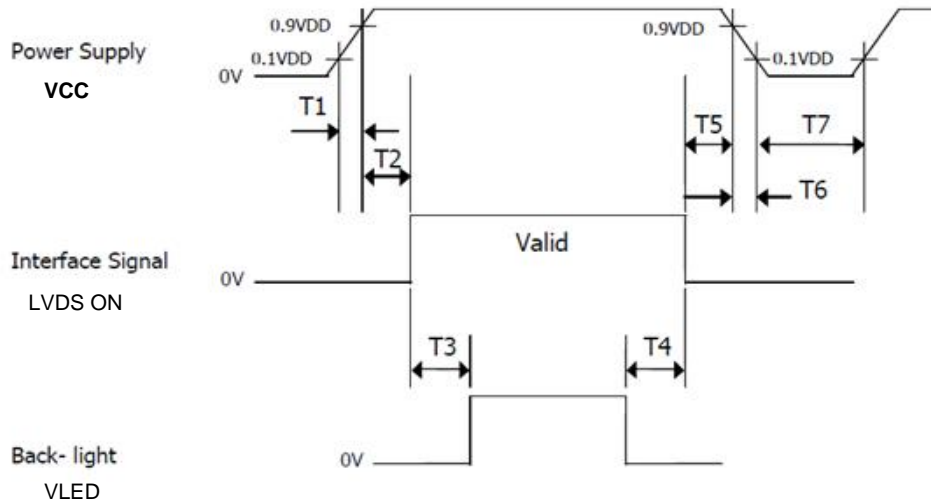 0.9VDD
0.9VDD
Power Supply
0.1VDD
0.1VDD
VCC
0V
T1
T5
T7
T2
T6
Valid
Interface Signal
0V
LVDS ON
T3
T4
Back- light
0V
VLED